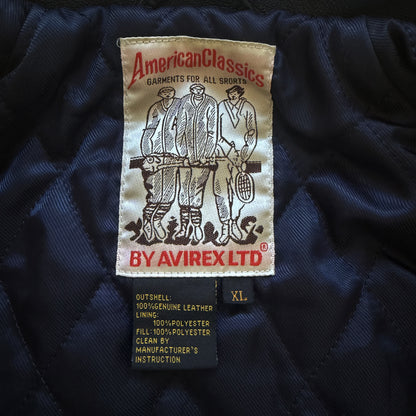 AmericanClassics
GARMENTS FOR ALL SPORTS
BY AVIREX LTD®
OUTSHELL:
100%GENUINE LEATHER
LINING:
100%POLYESTER
FILL:100%POLYESTER
CLEAN BY
MANUFACTURER'S
INSTRUCTION
XL